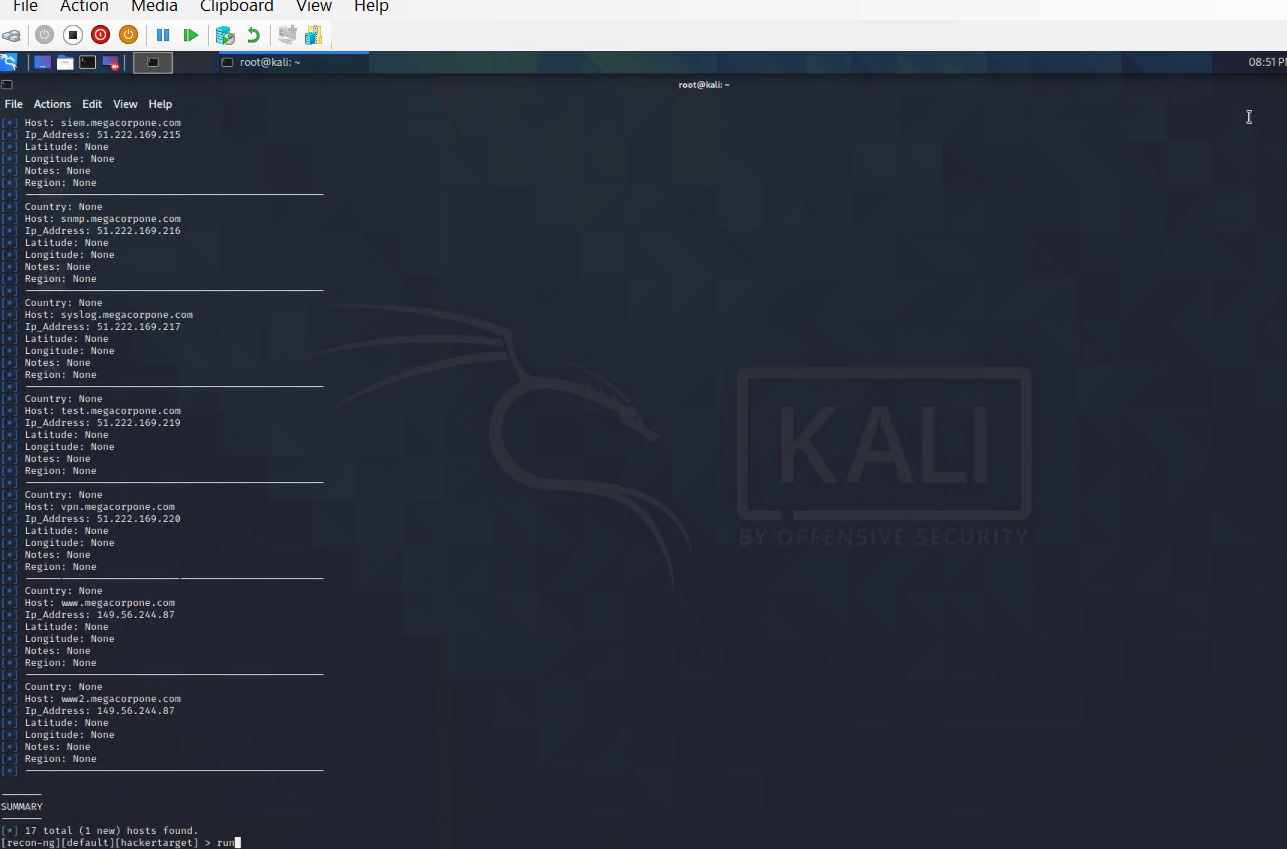 File Action Media Clipboard View Help
root@kali: ~ 08:51 P
root@kali: ~
File Actions Edit View Help
[*] Host: siem.megacorpone.com
[*] Ip_Address: 51.222.169.215
[*] Latitude: None
[*] Longitude: None
[*] Notes: None
[*] Region: None
[*] --------------------------------------------------
[*] Country: None
[*] Host: snmp.megacorpone.com
[*] Ip_Address: 51.222.169.216
[*] Latitude: None
[*] Longitude: None
[*] Notes: None
[*] Region: None
[*] --------------------------------------------------
[*] Country: None
[*] Host: syslog.megacorpone.com
[*] Ip_Address: 51.222.169.217
[*] Latitude: None
[*] Longitude: None
[*] Notes: None
[*] Region: None
[*] --------------------------------------------------
[*] Country: None
[*] Host: test.megacorpone.com
[*] Ip_Address: 51.222.169.219
[*] Latitude: None
[*] Longitude: None
[*] Notes: None
[*] Region: None
[*] --------------------------------------------------
[*] Country: None
[*] Host: vpn.megacorpone.com
[*] Ip_Address: 51.222.169.220
[*] Latitude: None
[*] Longitude: None
[*] Notes: None
[*] Region: None
[*] --------------------------------------------------
[*] Country: None
[*] Host: www.megacorpone.com
[*] Ip_Address: 149.56.244.87
[*] Latitude: None
[*] Longitude: None
[*] Notes: None
[*] Region: None
[*] --------------------------------------------------
[*] Country: None
[*] Host: www2.megacorpone.com
[*] Ip_Address: 149.56.244.87
[*] Latitude: None
[*] Longitude: None
[*] Notes: None
[*] Region: None
[*] --------------------------------------------------
-------
SUMMARY
-------
[*] 17 total (1 new) hosts found.
[recon-ng][default][hackertarget] > run
KALI
BY OFFENSIVE SECURITY